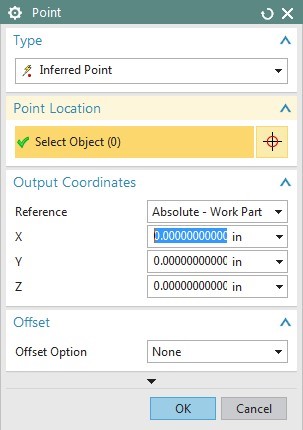 Point
Type
Inferred Point
Point Location
Select Object (0)
Output Coordinates
Reference Absolute - Work Part
X 0.00000000000 in
Y 0.00000000000 in
Z 0.00000000000 in
Offset
Offset Option None
OK Cancel